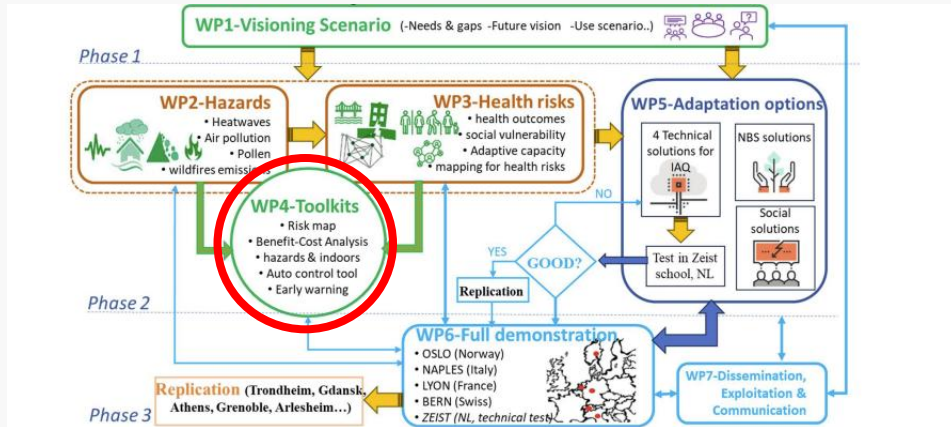 WP1-Visioning Scenario (-Needs & gaps -Future vision -Use scenario..)
Phase 1
WP2-Hazards
• Heatwaves
• Air pollution
• Pollen
• wildfires emissions
WP3-Health risks
• health outcomes
• social vulnerability
• Adaptive capacity
• mapping for health risks
WP5-Adaptation options
4 Technical
solutions for
IAQ
NBS solutions
Social
solutions
Test in Zeist
school, NL
WP4-Toolkits
• Risk map
• Benefit-Cost Analysis
• hazards & indoors
• Auto control tool
• Early warning
NO
YES
GOOD?
Replication
Phase 2
WP6-Full demonstration
• OSLO (Norway)
• NAPLES (Italy)
• LYON (France)
• BERN (Swiss)
• ZEIST (NL, technical test)
WP7-Dissemination,
Exploitation &
Communication
Replication (Trondheim, Gdansk,
Athens, Grenoble, Arlesheim…)
Phase 3